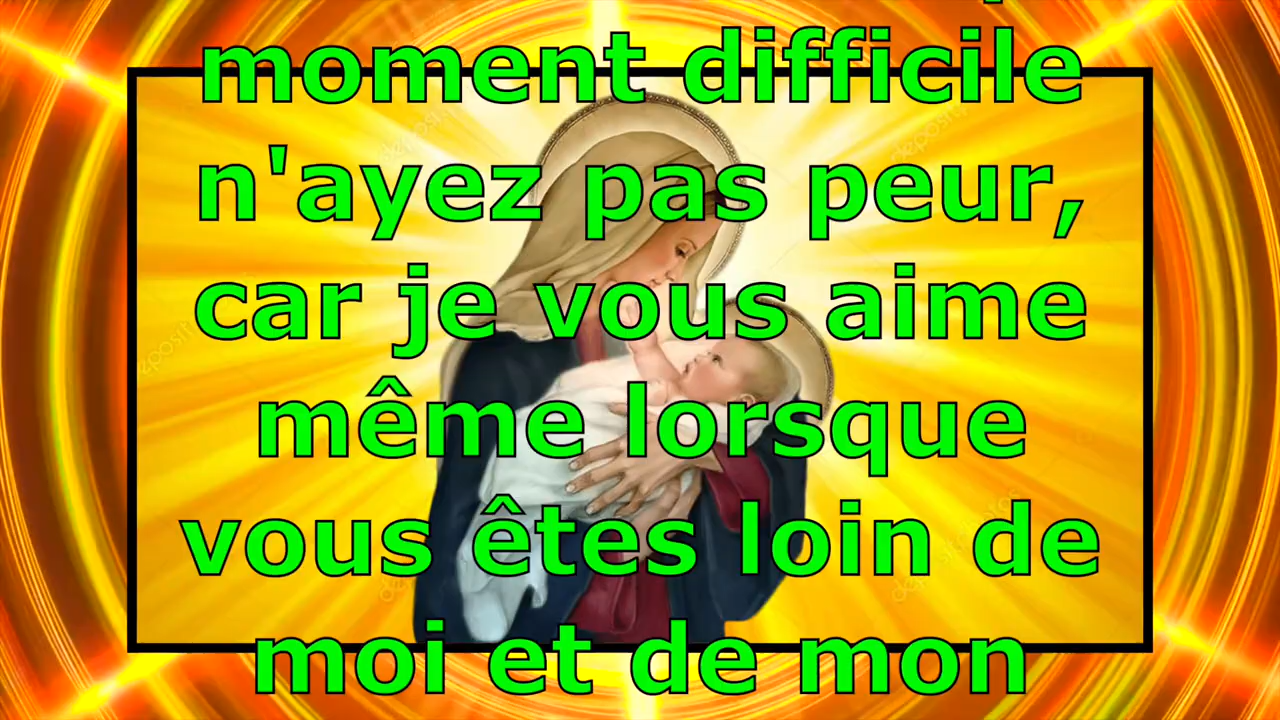 moment difficile
n'ayez pas peur,
car je vous aime
même lorsque
vous êtes loin de
moi et de mon